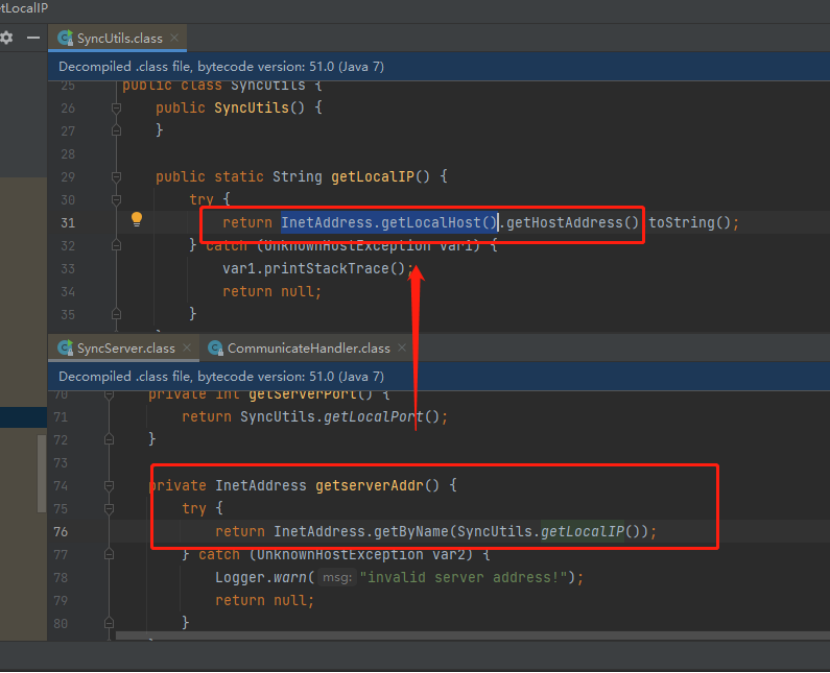 tLocalIP
SyncUtils.class
Decompiled .class file, bytecode version: 51.0 (Java 7)
25 public class SyncUtils {
26 public SyncUtils() {
27 }
28
29 public static String getLocalIP() {
30 try {
31 return InetAddress.getLocalHost().getHostAddress() toString();
32 } catch (UnknownHostException var1) {
33 var1.printStackTrace();
34 return null;
35 }
SyncServer.class CommunicateHandler.class
Decompiled .class file, bytecode version: 51.0 (Java 7)
70 private int getServerPort() {
71 return SyncUtils.getLocalPort();
72 }
73
74 private InetAddress getserverAddr() {
75 try {
76 return InetAddress.getByName(SyncUtils.getLocalIP());
77 } catch (UnknownHostException var2) {
78 Logger.warn( msg: "invalid server address!");
79 return null;
80 }